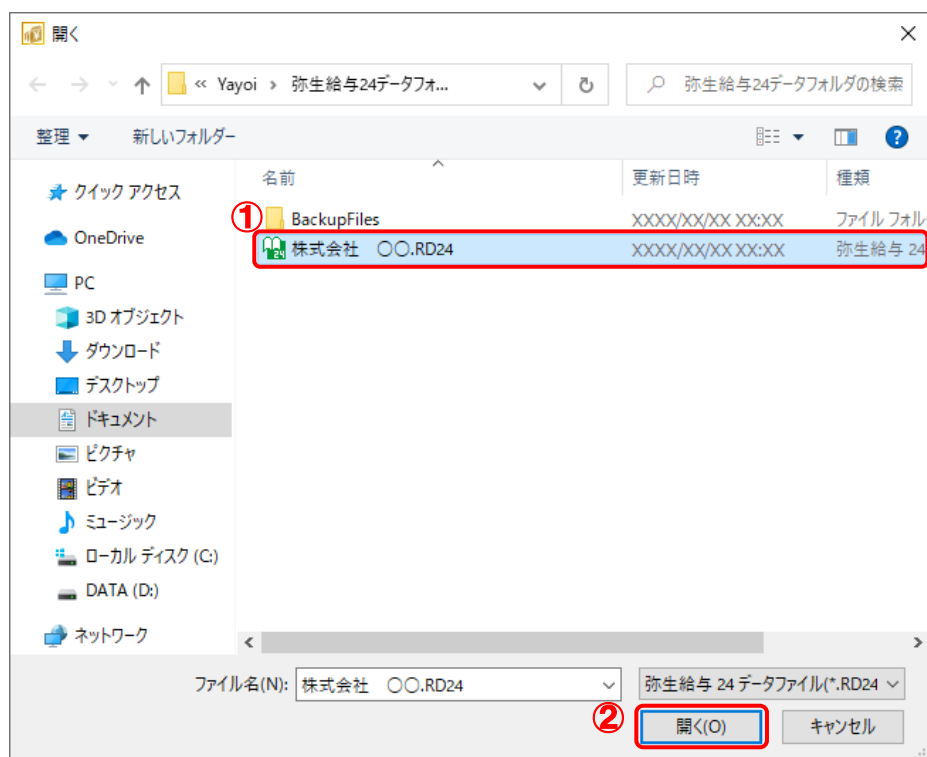 開く
≪ Yayoi › 弥生給与24データフォ...
弥生給与24データフォルダの検索
整理
新しいフォルダー
名前
更新日時
種類
クイック アクセス
①
BackupFiles
XXXX/XX/XX XX:XX
ファイル フォル
OneDrive
24
株式会社　○○.RD24
XXXX/XX/XX XX:XX
弥生給与 24
PC
3D オブジェクト
ダウンロード
デスクトップ
ドキュメント
ピクチャ
ビデオ
ミュージック
ローカル ディスク (C:)
DATA (D:)
ネットワーク
ファイル名(N):
株式会社　○○.RD24
弥生給与 24 データファイル(*.RD24
②
開く(O)
キャンセル